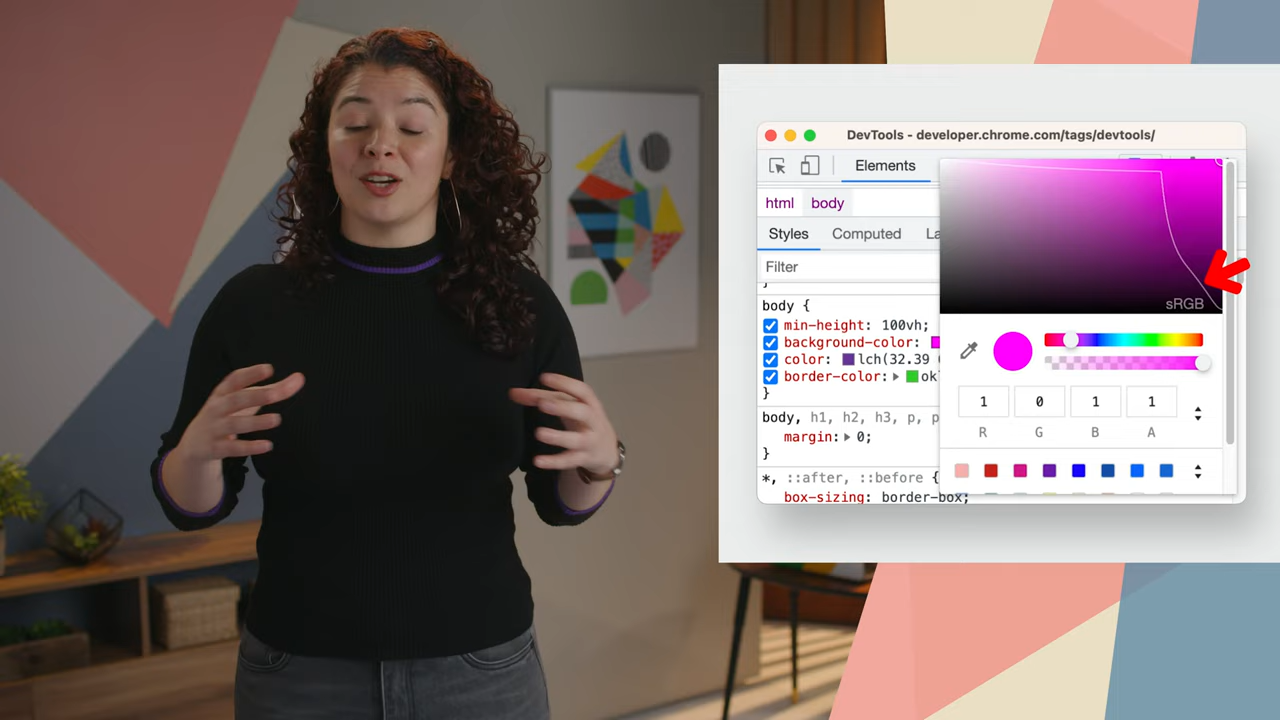 DevTools - developer.chrome.com/tags/devtools/
Elements
html body
Styles Computed La
Filter
}
body {
min-height: 100vh;
background-color:
color: lch(32.39
border-color: ok
}
body, h1, h2, h3, p, p
margin: 0;
}
*, ::after, ::before {
box-sizing: border-box;
sRGB
1 0 1 1
R G B A